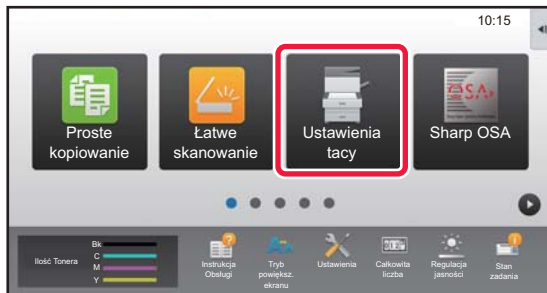 10:15
Proste
kopiowanie
Łatwe
skanowanie
Ustawienia
tacy
Sharp OSA
Ilość Tonera
Bk
C
M
Y
Instrukcja
Obsługi
Tryb
powiększ.
ekranu
Ustawienia
Całkowita
liczba
Regulacja
jasności
Stan
zadania